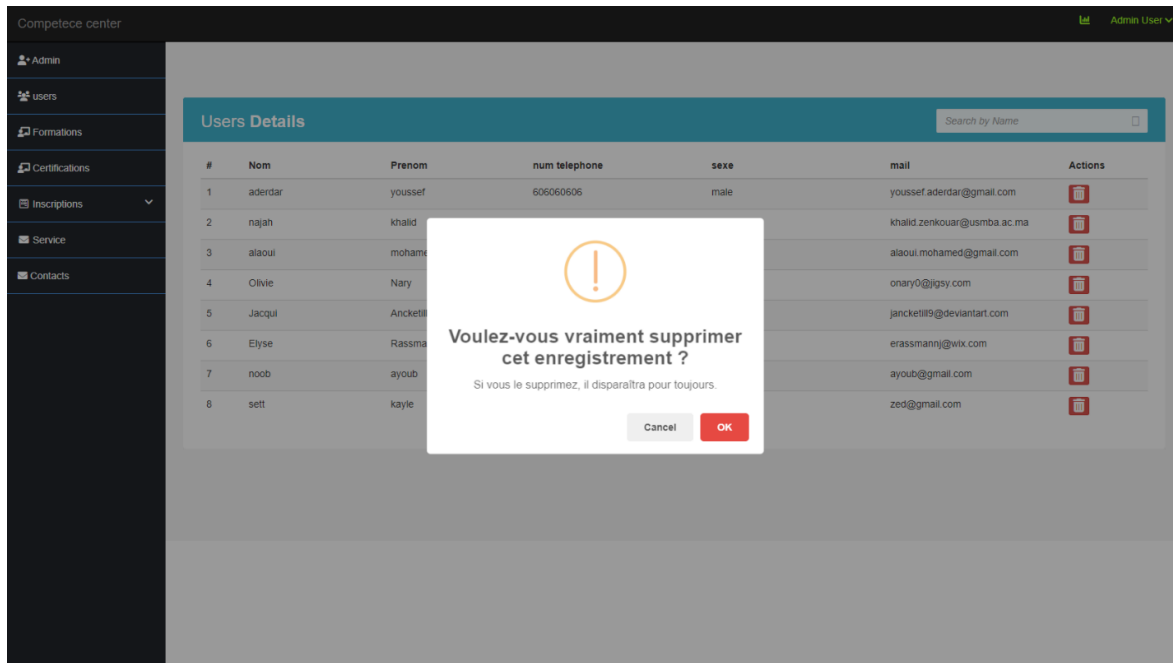 Competece center
Admin User
Admin
users
Formations
Certifications
Inscriptions
Service
Contacts
Users Details
Search by Name
# Nom Prenom num telephone sexe mail Actions
1 aderdar youssef 606060606 male youssef.aderdar@gmail.com
2 najah khalid khalid.zenkouar@usmba.ac.ma
3 alaoui mohame alaoui.mohamed@gmail.com
4 Olivie Nary onary0@jigsy.com
5 Jacqui Ancketill jancketill9@deviantart.com
6 Elyse Rassma erassmannj@wix.com
7 noob ayoub ayoub@gmail.com
8 sett kayle zed@gmail.com
Voulez-vous vraiment supprimer
cet enregistrement ?
Si vous le supprimez, il disparaîtra pour toujours.
Cancel OK